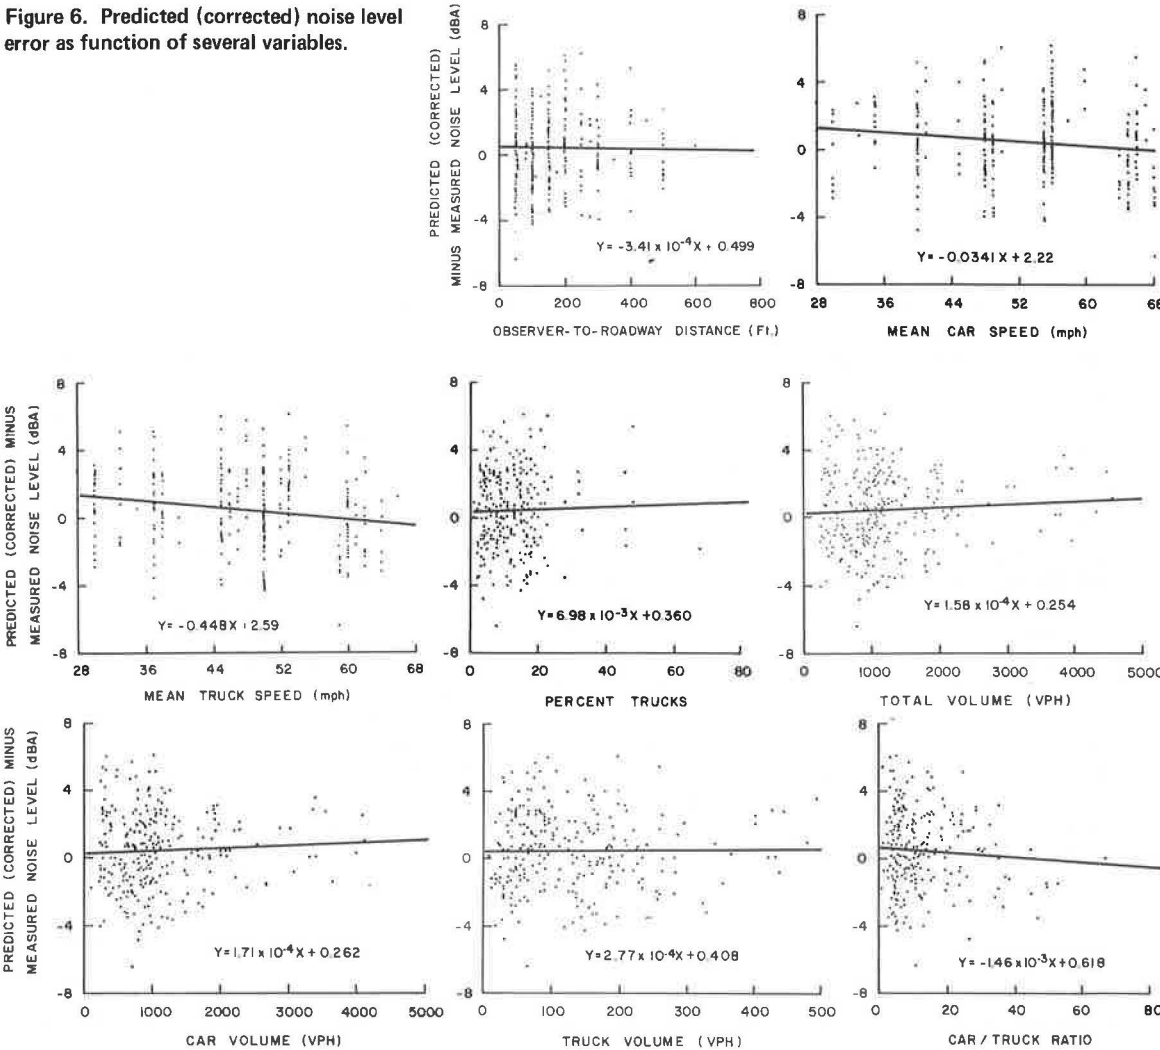 Figure 6. Predicted (corrected) noise level
error as function of several variables.
PREDICTED (CORRECTED)
MINUS MEASURED NOISE LEVEL (dBA)
8
4
0
-4
-8
Y= -3.41 x 10-4X + 0.499
0 200 400 600 800
OBSERVER-TO-ROADWAY DISTANCE (Ft.)
8
4
0
-4
-8
Y= -0.0341X + 2.22
28 36 44 52 60 68
MEAN CAR SPEED (mph)
PREDICTED (CORRECTED) MINUS
MEASURED NOISE LEVEL (dBA)
8
4
0
-4
-8
Y= -0.448X + 2.59
28 36 44 52 60 68
MEAN TRUCK SPEED (mph)
8
4
0
-4
-8
Y=6.98 x 10-3X +0.360
0 20 40 60 80
PERCENT TRUCKS
8
4
0
-4
-8
Y= 1.58 x 10-4X + 0.254
0 1000 2000 3000 4000 5000
TOTAL VOLUME (VPH)
PREDICTED (CORRECTED) MINUS
MEASURED NOISE LEVEL (dBA)
8
4
0
-4
-8
Y=1.71 x 10-4X + 0.262
0 1000 2000 3000 4000 5000
CAR VOLUME (VPH)
8
4
0
-4
-8
Y=2.77x 10-4X + 0.408
0 100 200 300 400 500
TRUCK VOLUME (VPH)
8
4
0
-4
-8
Y= -1.46 x10-3X+0.618
0 20 40 60 80
CAR / TRUCK RATIO